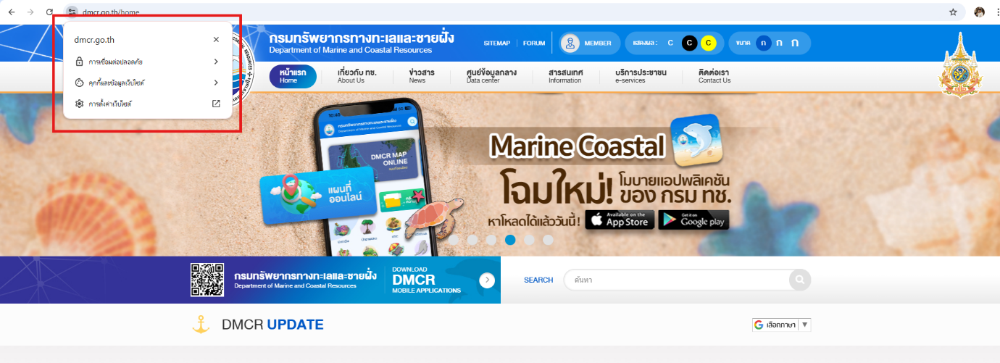 dmcr.go.th/home
dmcr.go.th
การเชื่อมต่อปลอดภัย
คุกกี้และข้อมูลเว็บไซต์
การตั้งค่าเว็บไซต์
กรมทรัพยากรทางทะเลและชายฝั่ง
Department of Marine and Coastal Resources
SITEMAP FORUM MEMBER แสดงผล : C C C ขนาด ก ก ก
หน้าแรก เกี่ยวกับ ทช. ข่าวสาร ศูนย์ข้อมูลกลาง สารสนเทศ บริการประชาชน ติดต่อเรา
Home About Us News Data center Information e-services Contact Us
10:40
กรมทรัพยากรทางทะเลและชายฝั่ง
Department of Marine and Coastal Resources
DMCR MAP
ONLINE
แผนที่
ออนไลน์
Marine Coastal
โฉมใหม่! โมบายแอปพลิเคชัน
ของ กรม ทช.
หาโหลดได้แล้ววันนี้! Available on the App Store Get it on Google play
กรมทรัพยากรทางทะเลและชายฝั่ง
Department of Marine and Coastal Resources
DOWNLOAD
DMCR
MOBILE APPLICATIONS
SEARCH ค้นหา
DMCR UPDATE
เลือกภาษา